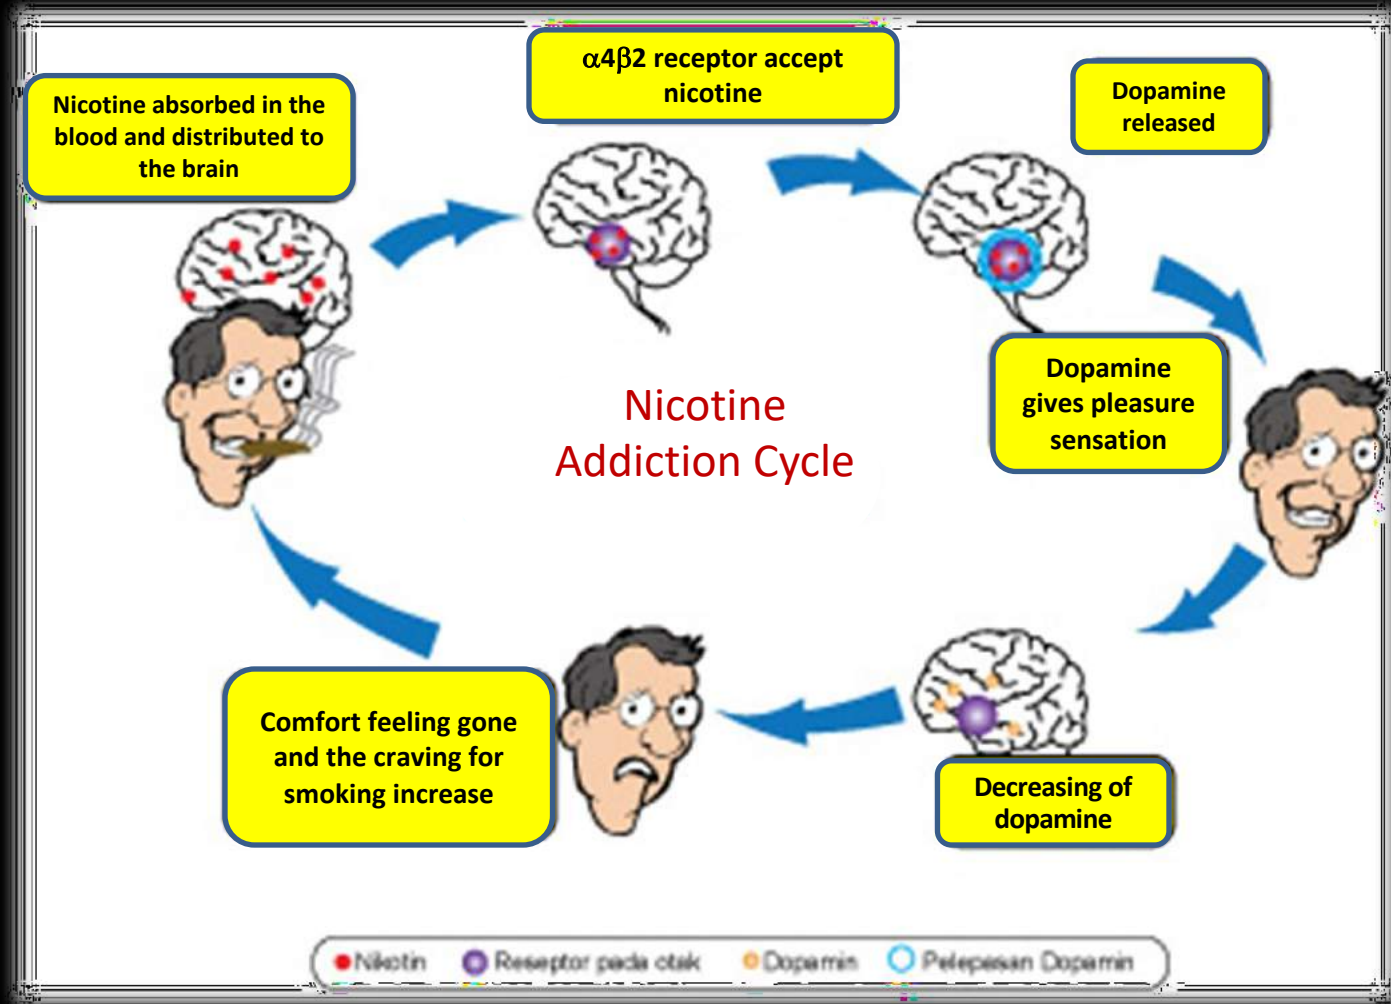 α4β2 receptor accept
nicotine
Nicotine absorbed in the
blood and distributed to
the brain
Dopamine
released
Dopamine
gives pleasure
sensation
Nicotine
Addiction Cycle
Comfort feeling gone
and the craving for
smoking increase
Decreasing of
dopamine
Nikotin Reseptor pada otak Dopamin Pelepasan Dopamin